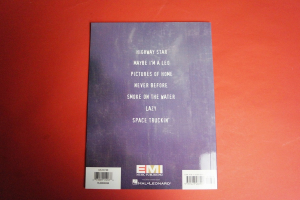 HIGHWAY STAR
MAYBE I'M A LEO
PICTURES OF HOME
NEVER BEFORE
SMOKE ON THE WATER
LAZY
SPACE TRUCKIN'
EMI
HAL•LEONARD